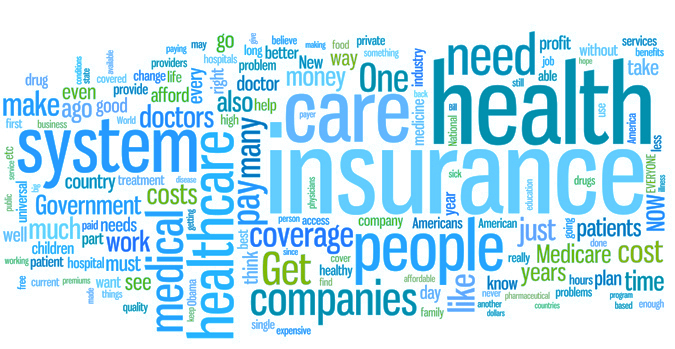 give
believe
making
food
private
paying
may
go
long
better
way
something
need
profit
without
services
conditions
available
providers
hospitals
problem
New
One
industry
job
able
benefits
drug
state
covered
change
life
every
right
doctor
money
take
even
provide
afford
also
help
care
medicine
back
health
still
hope
use
make
ago
good
doctors
high
payor
National
Bill
America
less
first
business
World
system
many
pay
insurance
sick
EVERYONE
illness
service
etc
universal
public
big
country
treatment
disease
healthcare
physicians
education
drugs
NOW
Government
costs
getting
medical
person
access
company
Americans
American
year
going
patients
well
much
paid
needs
coverage
people
just
done
children
part
work
best
since
cover
really
Medicare
cost
working
patient
hospital
must
think
Get
healthy
like
know
years
free
current
premiums
want
see
keep
Obama
find
affordable
day
never
hours
plan
time
made
things
companies
family
another
pharmaceutical
problems
program
quality
single
expensive
dollars
countries
based
enough